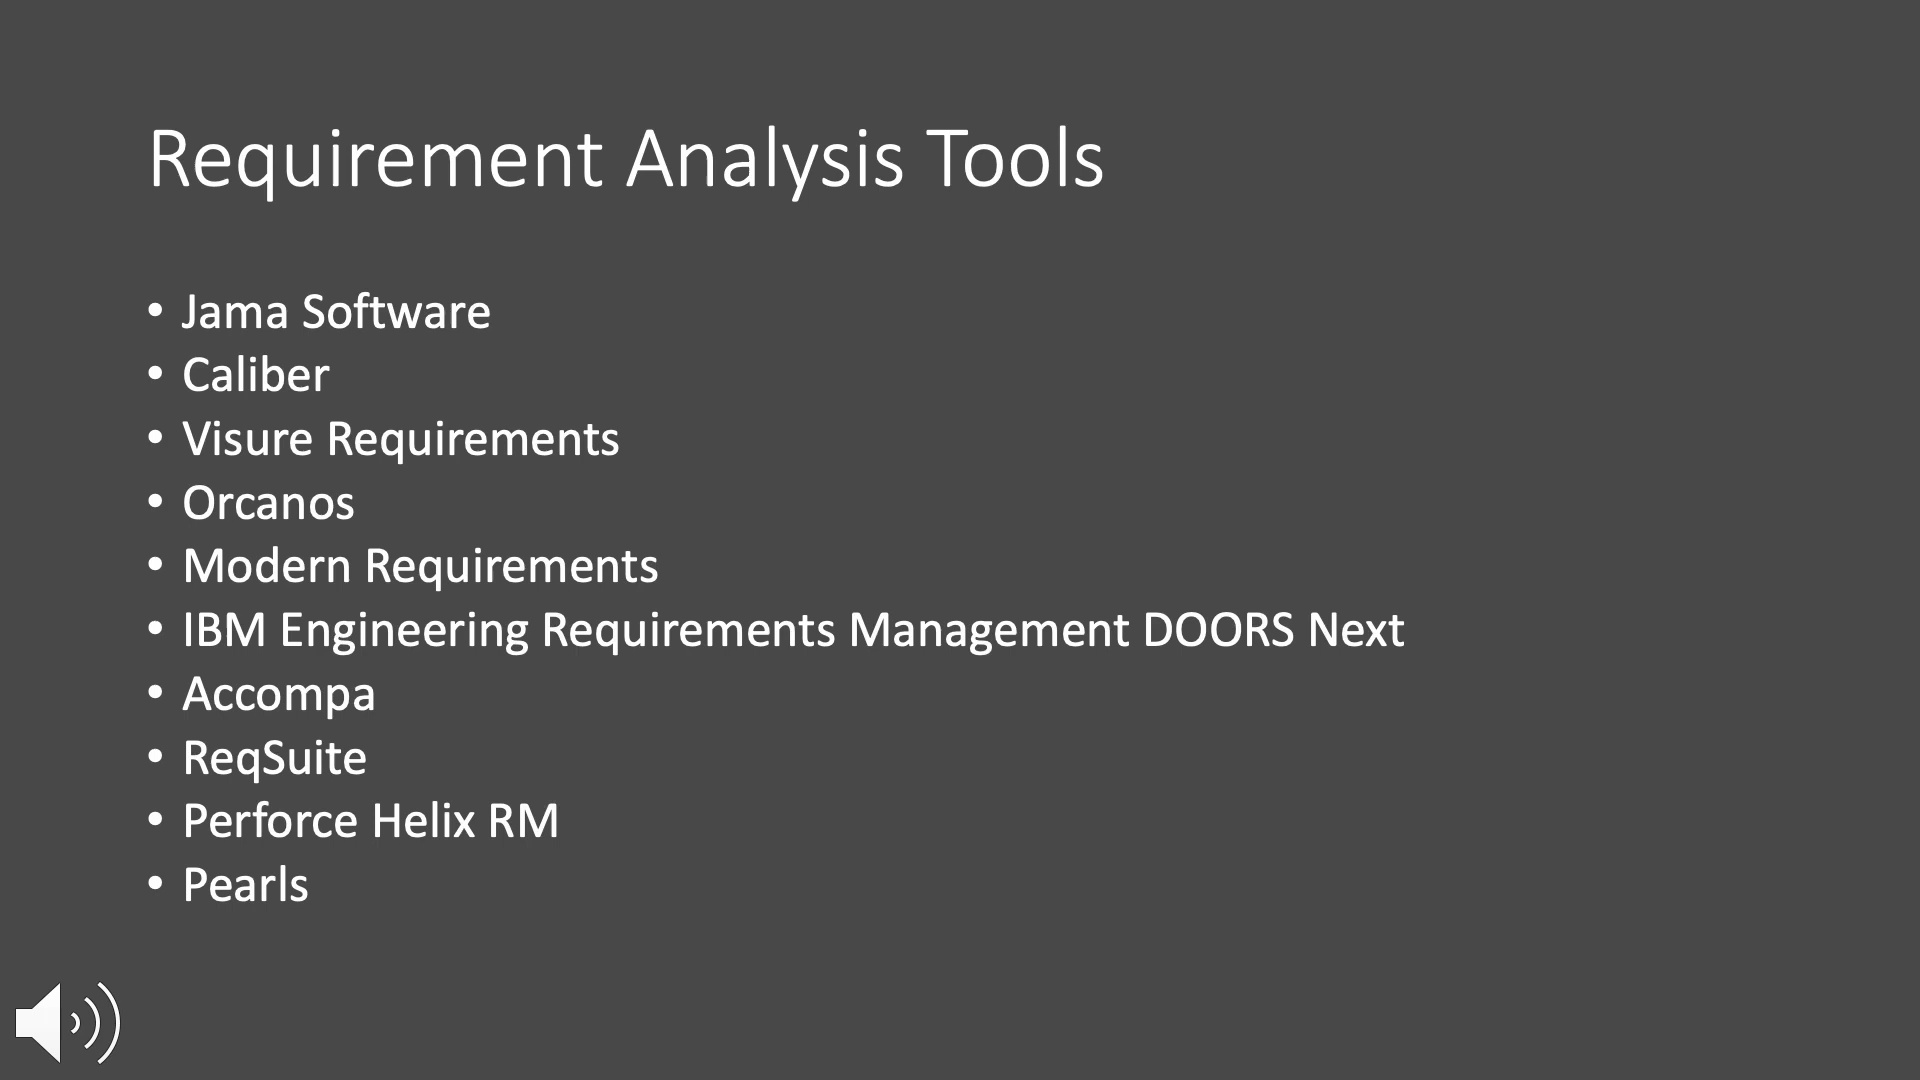 Requirement Analysis Tools
• Jama Software
• Caliber
• Visure Requirements
• Orcanos
• Modern Requirements
• IBM Engineering Requirements Management DOORS Next
• Accompa
• ReqSuite
• Perforce Helix RM
• Pearls